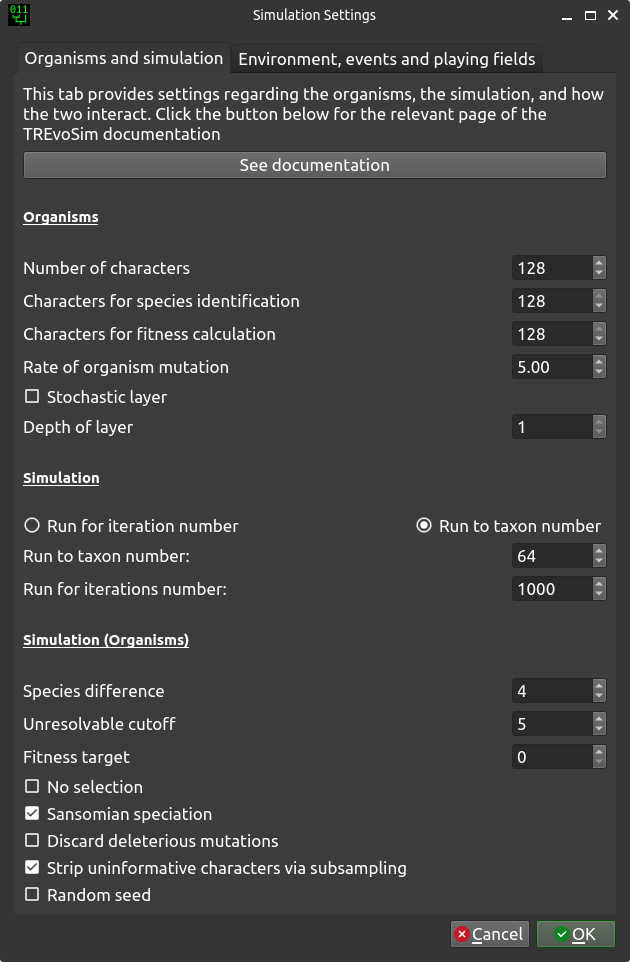 011
Simulation Settings
Organisms and simulation Environment, events and playing fields
This tab provides settings regarding the organisms, the simulation, and how
the two interact. Click the button below for the relevant page of the
TREvoSim documentation
See documentation
Organisms
Number of characters 128
Characters for species identification 128
Characters for fitness calculation 128
Rate of organism mutation 5.00
Stochastic layer
Depth of layer 1
Simulation
Run for iteration number Run to taxon number
Run to taxon number: 64
Run for iterations number: 1000
Simulation (Organisms)
Species difference 4
Unresolvable cutoff 5
Fitness target 0
No selection
Sansomian speciation
Discard deleterious mutations
Strip uninformative characters via subsampling
Random seed
Cancel OK